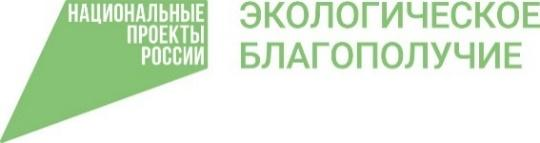 НАЦИОНАЛЬНЫЕ
ПРОЕКТЫ
РОССИИ
ЭКОЛОГИЧЕСКОЕ
БЛАГОПОЛУЧИЕ